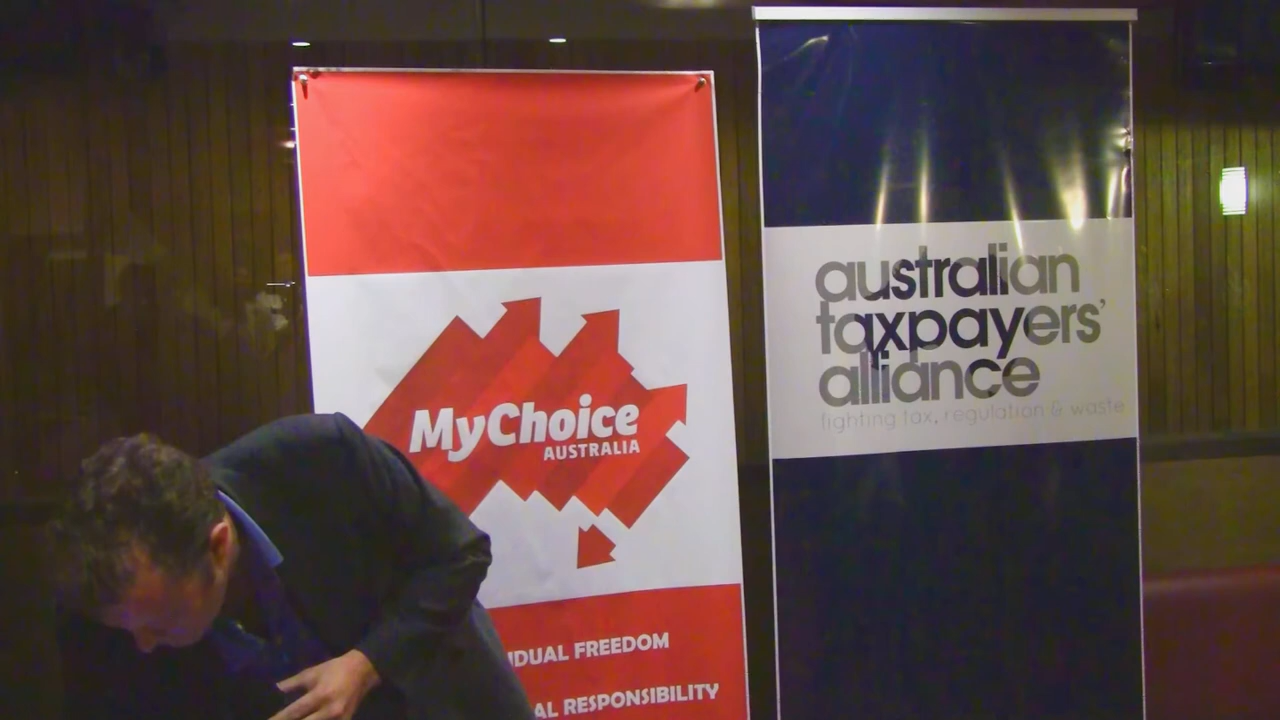 MyChoice
AUSTRALIA
IDUAL FREEDOM
AL RESPONSIBILITY
australian
taxpayers'
alliance
fighting tax, regulation & waste